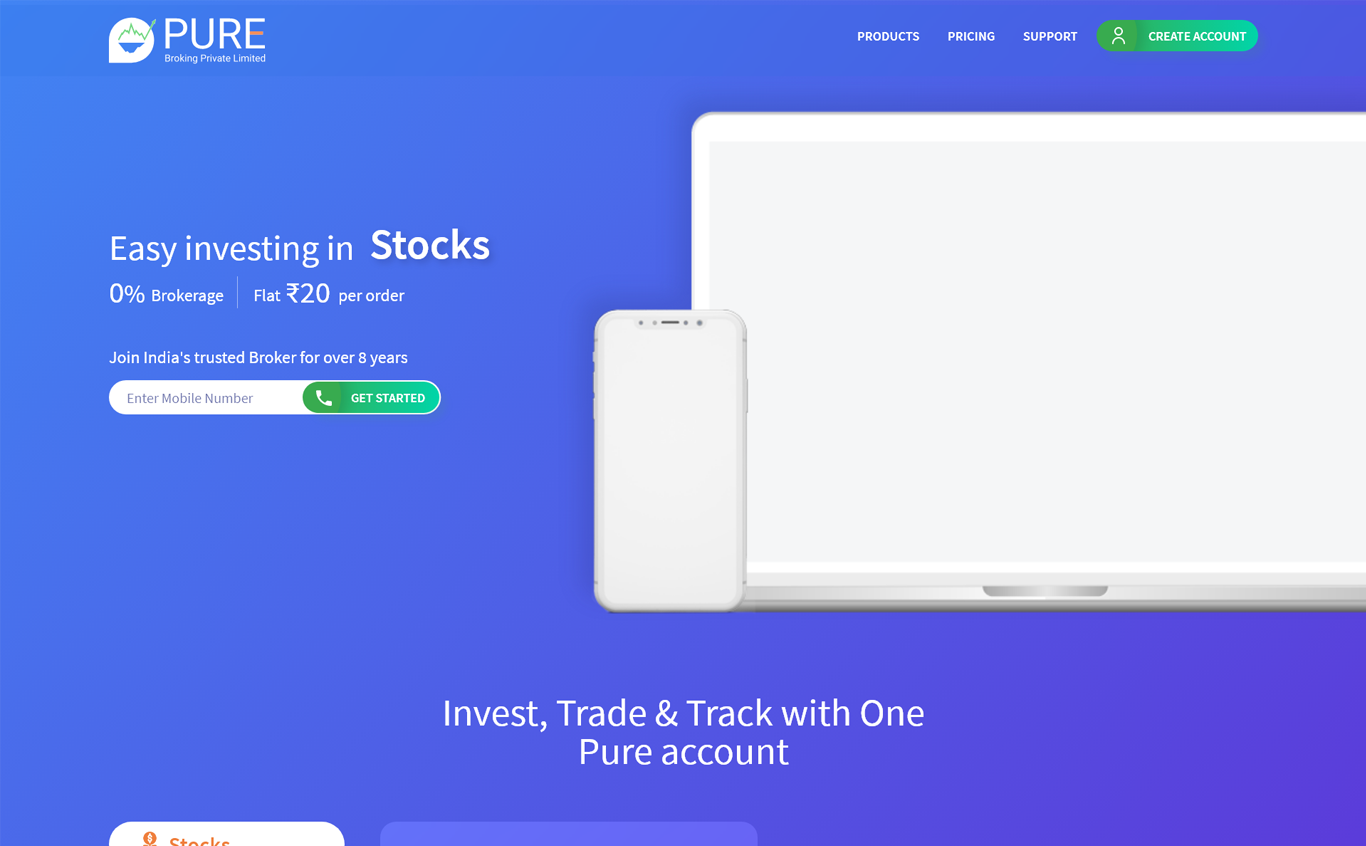 PURE
Broking Private Limited
PRODUCTS
PRICING
SUPPORT
CREATE ACCOUNT
Easy investing in Stocks
0% Brokerage
Flat ₹20 per order
Join India's trusted Broker for over 8 years
Enter Mobile Number
GET STARTED
Invest, Trade & Track with One
Pure account
Stocks